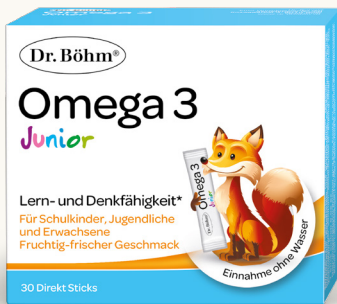 Dr. Böhm®
Omega 3
Junior
Omega 3
Lern- und Denkfähigkeit*
Für Schulkinder, Jugendliche
und Erwachsene
Fruchtig-frischer Geschmack
Einnahme ohne Wasser
30 Direkt Sticks